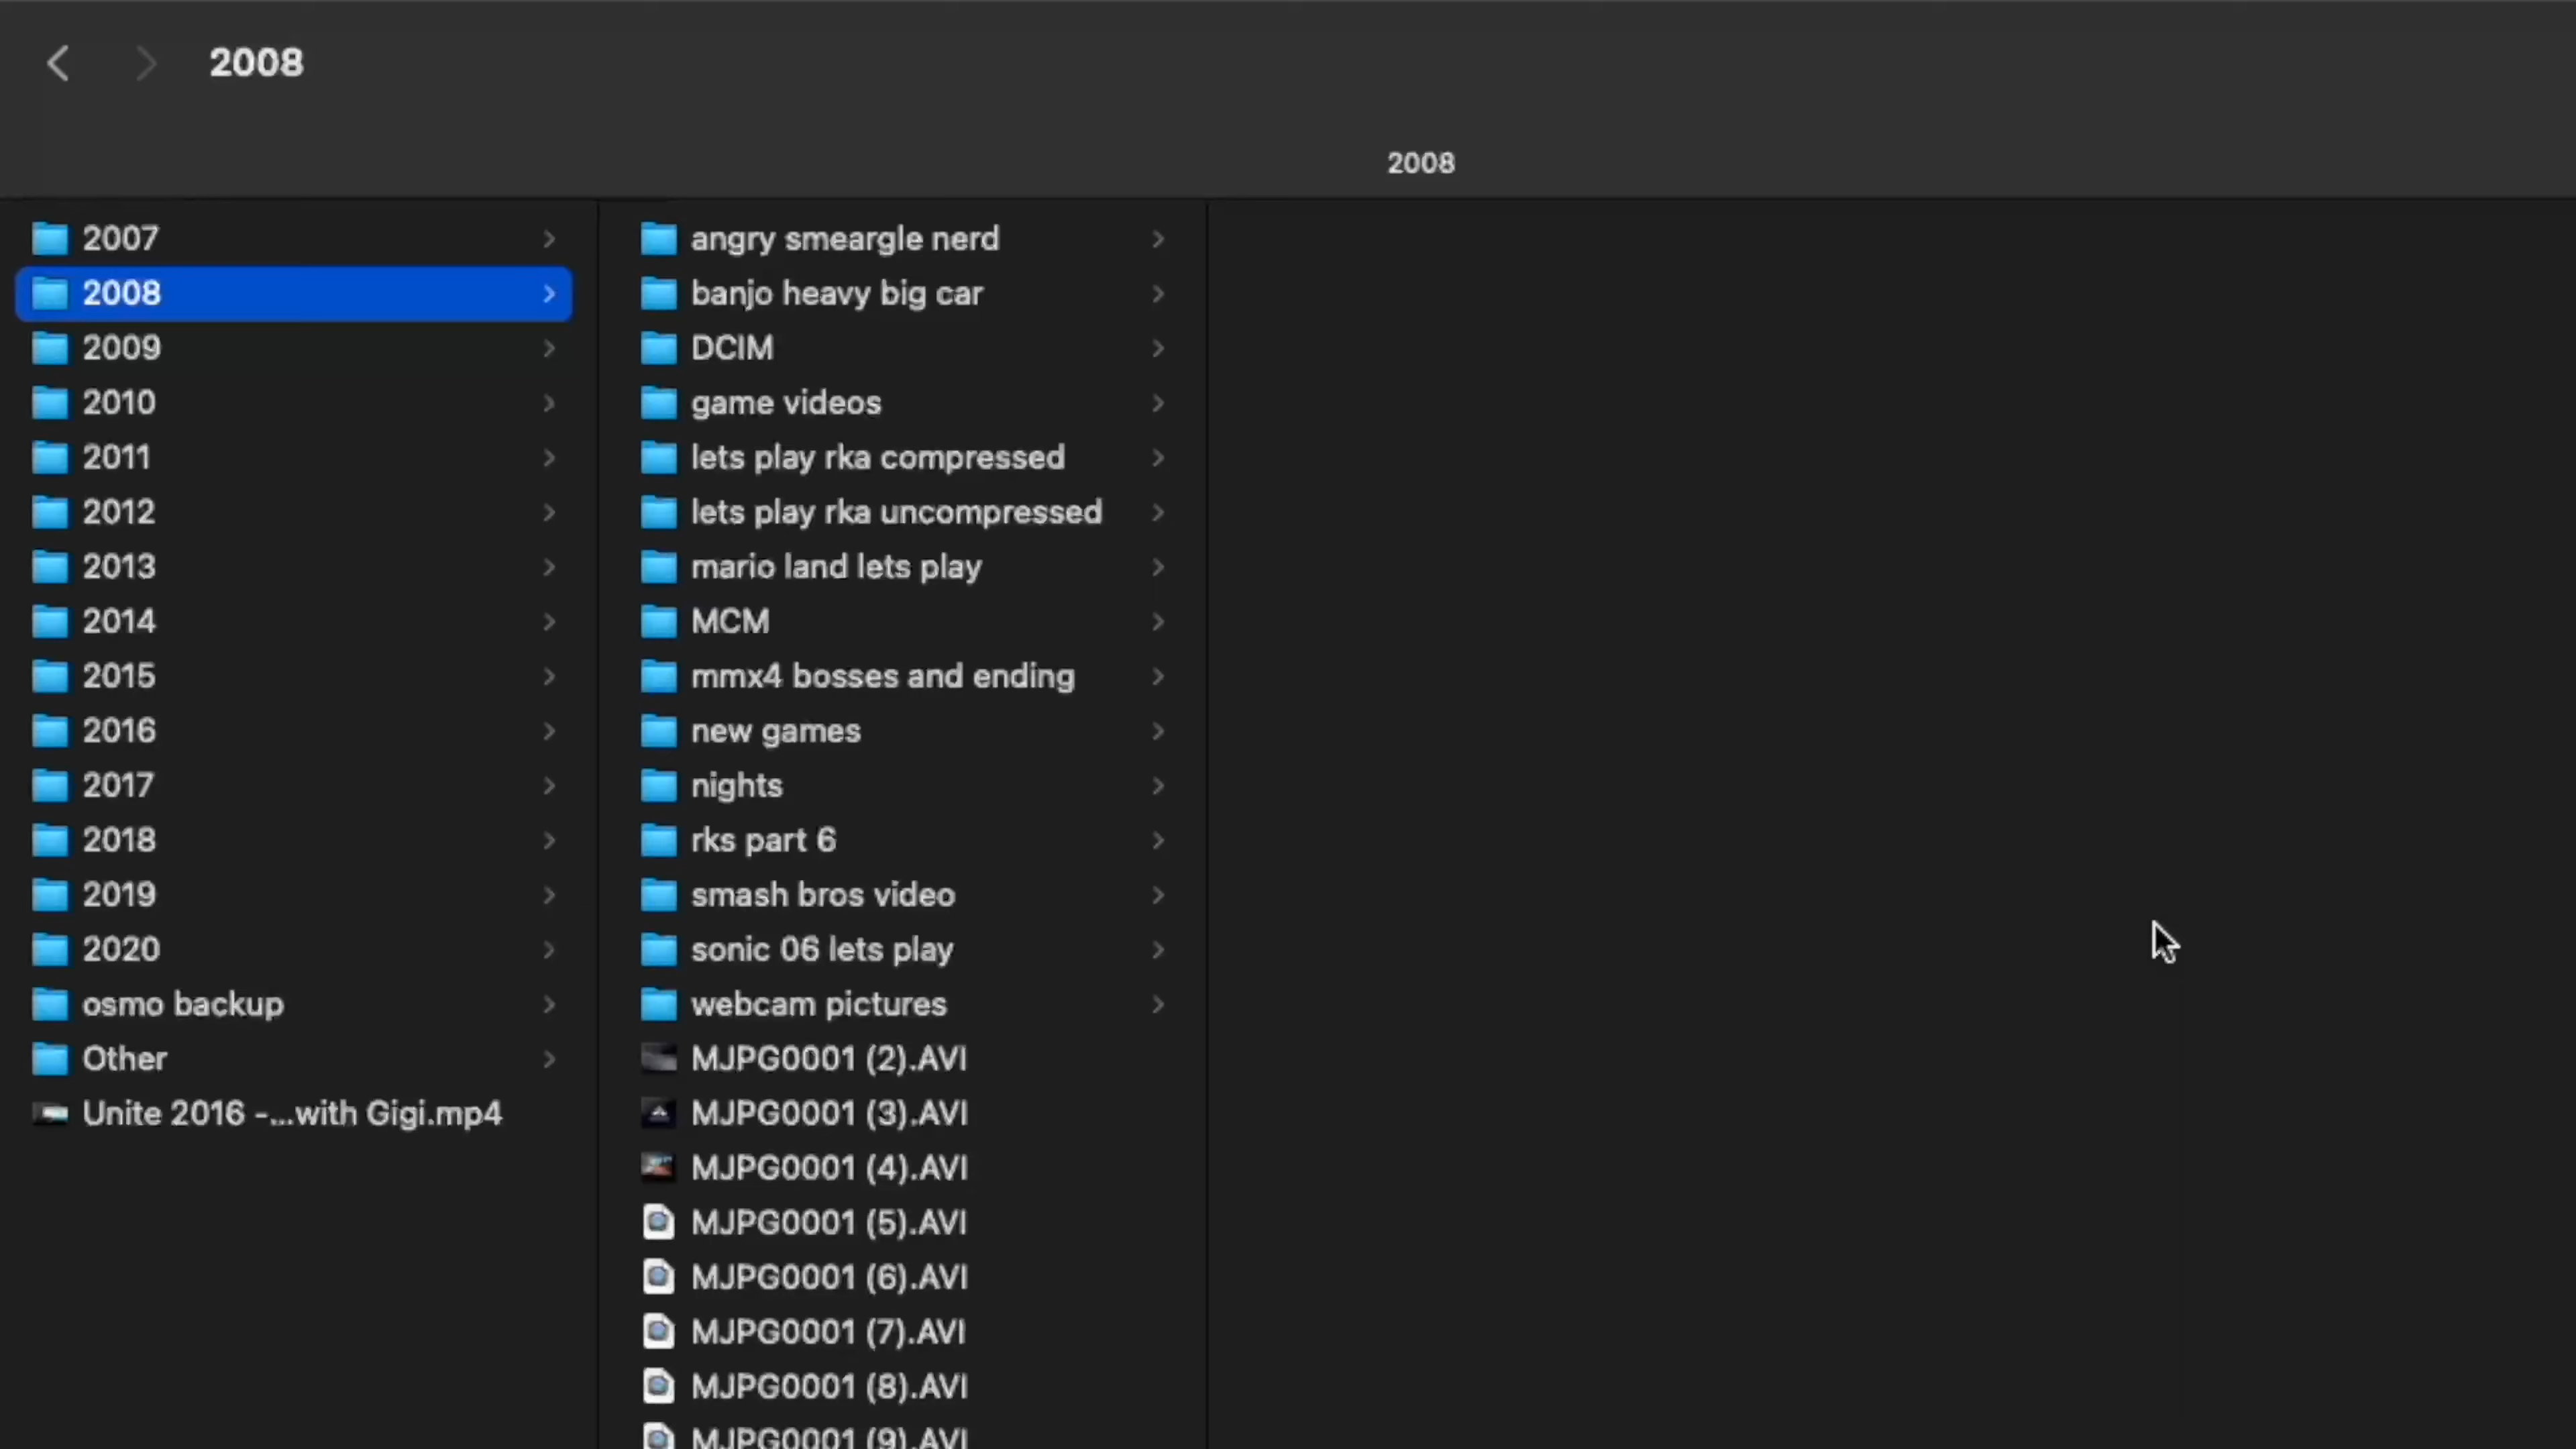 2008
2008
2007
2008
2009
2010
2011
2012
2013
2014
2015
2016
2017
2018
2019
2020
osmo backup
Other
Unite 2016 -...with Gigi.mp4
angry smeargle nerd
banjo heavy big car
DCIM
game videos
lets play rka compressed
lets play rka uncompressed
mario land lets play
MCM
mmx4 bosses and ending
new games
nights
rks part 6
smash bros video
sonic 06 lets play
webcam pictures
MJPG0001 (2).AVI
MJPG0001 (3).AVI
MJPG0001 (4).AVI
MJPG0001 (5).AVI
MJPG0001 (6).AVI
MJPG0001 (7).AVI
MJPG0001 (8).AVI
MJPG0001 (9).AVI